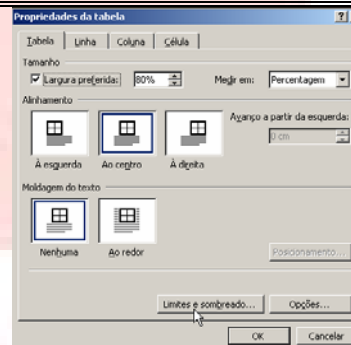 Propriedades da tabela
Tabela Linha Coluna Célula
Tamanho
Largura preferida: 80% Medir em: Percentagem
Alinhamento
Avanço a partir da esquerda:
0 cm
À esquerda Ao centro À direita
Moldagem do texto
Nenhuma Ao redor
Posicionamento...
Limites e sombreado... Opções...
OK Cancelar